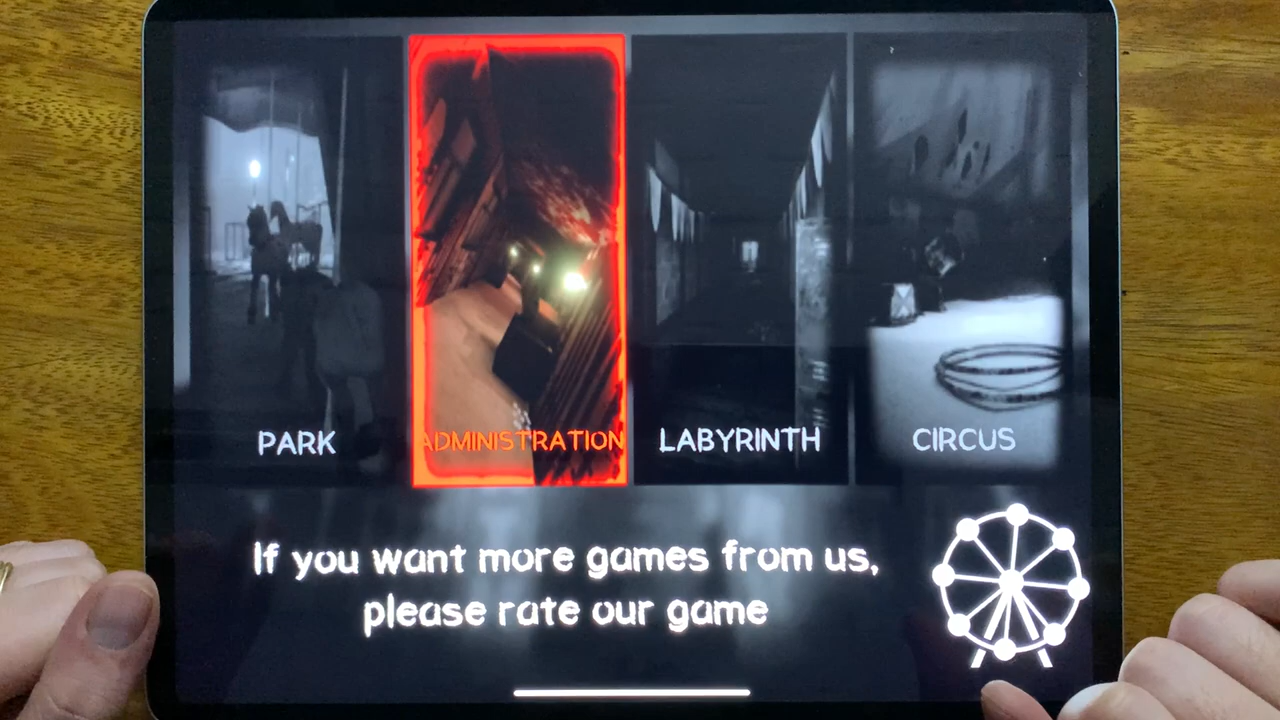 PARK
ADMINISTRATION
LABYRINTH
CIRCUS
If you want more games from us,
please rate our game